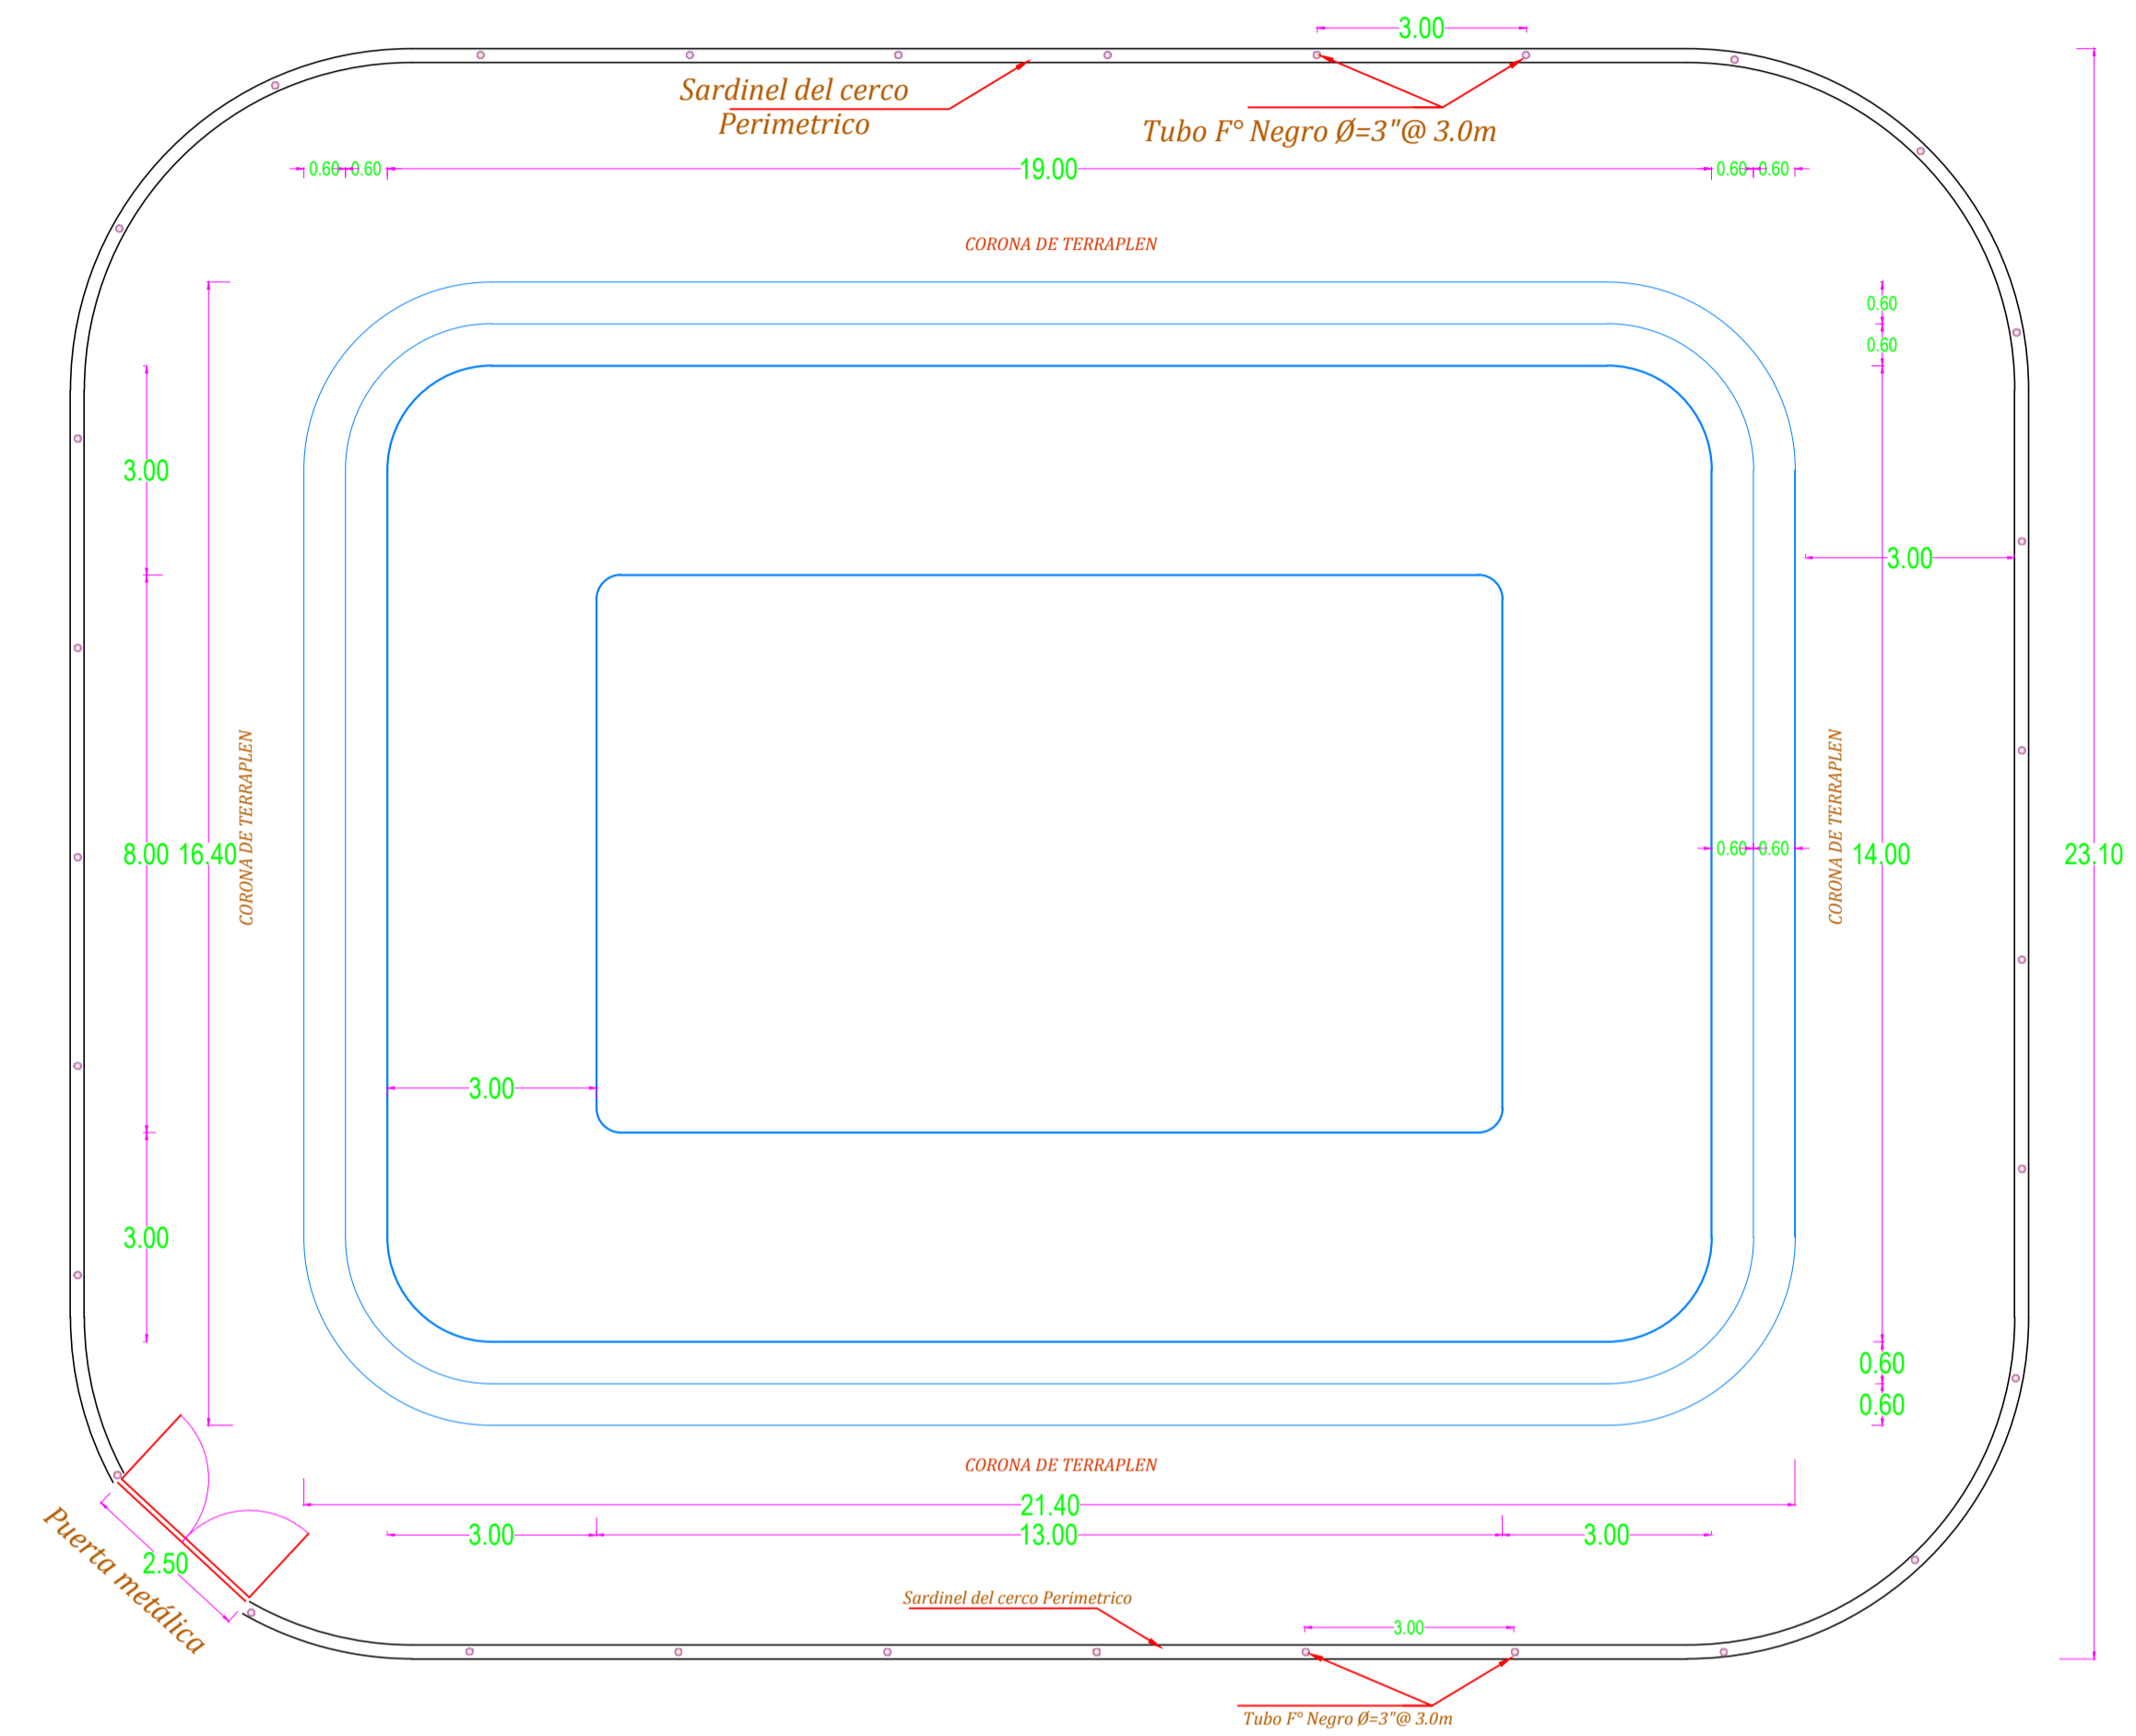 3.00
Sardinel del cerco
Perimetrico
Tubo F° Negro Ø=3"@ 3.0m
0.60
0.60
19.00
0.60
0.60
CORONA DE TERRAPLEN
0.60
0.60
3.00
3.00
8.00
16.40
CORONA DE TERRAPLEN
0.60
0.60
CORONA DE TERRAPLEN
14.00
23.10
3.00
3.00
0.60
0.60
CORONA DE TERRAPLEN
21.40
3.00
13.00
3.00
2.50
Puerta metálica
Sardinel del cerco Perimetrico
3.00
Tubo F° Negro Ø=3"@ 3.0m